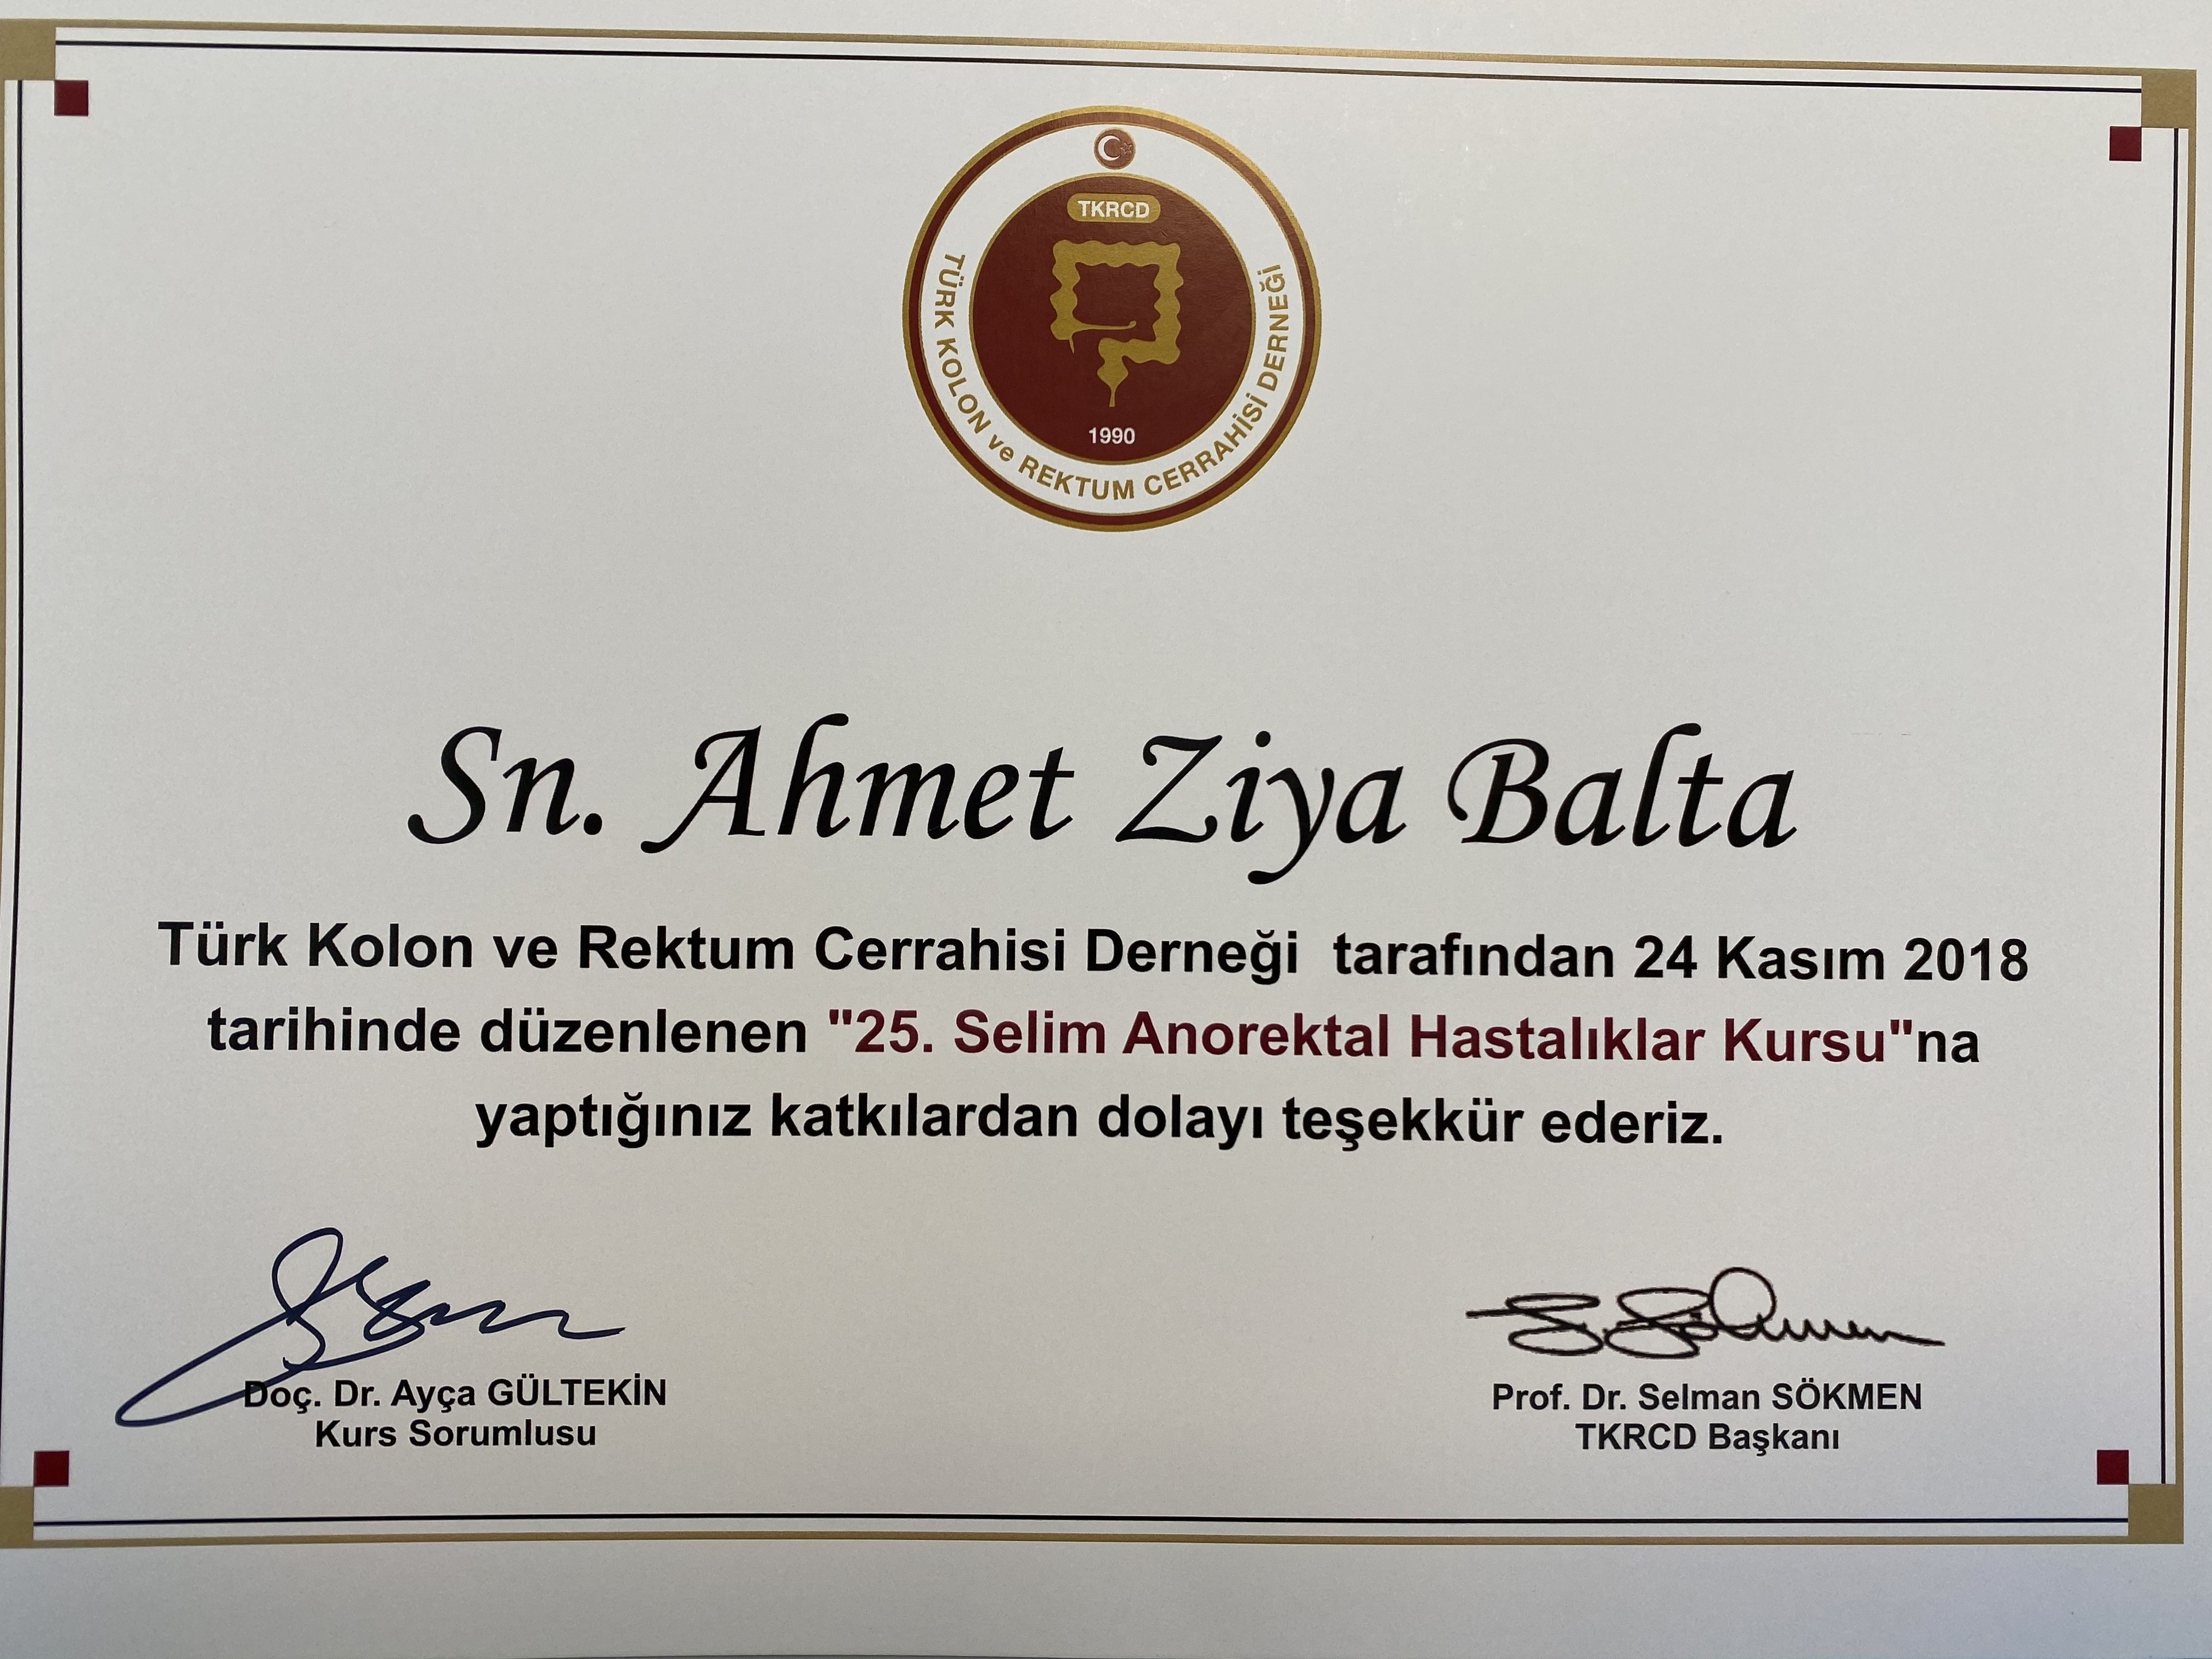 TKRCD
1990
TÜRK KOLON ve REKTUM CERRAHİSİ DERNEĞİ
Sn. Ahmet Ziya Balta
Türk Kolon ve Rektum Cerrahisi Derneği tarafından 24 Kasım 2018
tarihinde düzenlenen "25. Selim Anorektal Hastalıklar Kursu"na
yaptığınız katkılardan dolayı teşekkür ederiz.
Doç. Dr. Ayça GÜLTEKİN
Kurs Sorumlusu
Prof. Dr. Selman SÖKMEN
TKRCD Başkanı